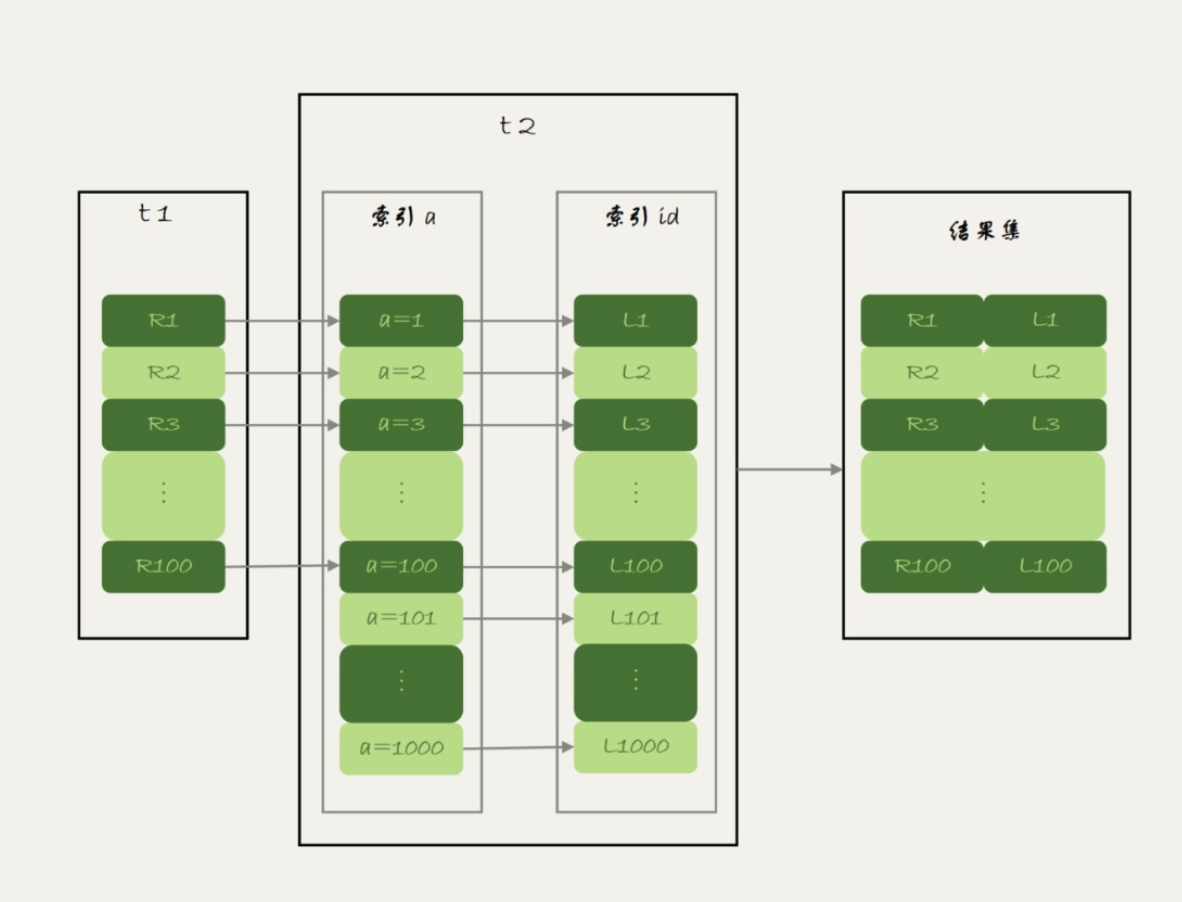 t2
t1
索引 a
索引 id
结果集
R1
a=1
L1
R1
L1
R2
a=2
L2
R2
L2
R3
a=3
L3
R3
L3
⋮
⋮
⋮
⋮
R100
a=100
L100
R100
L100
a=101
L101
⋮
⋮
a=1000
L1000